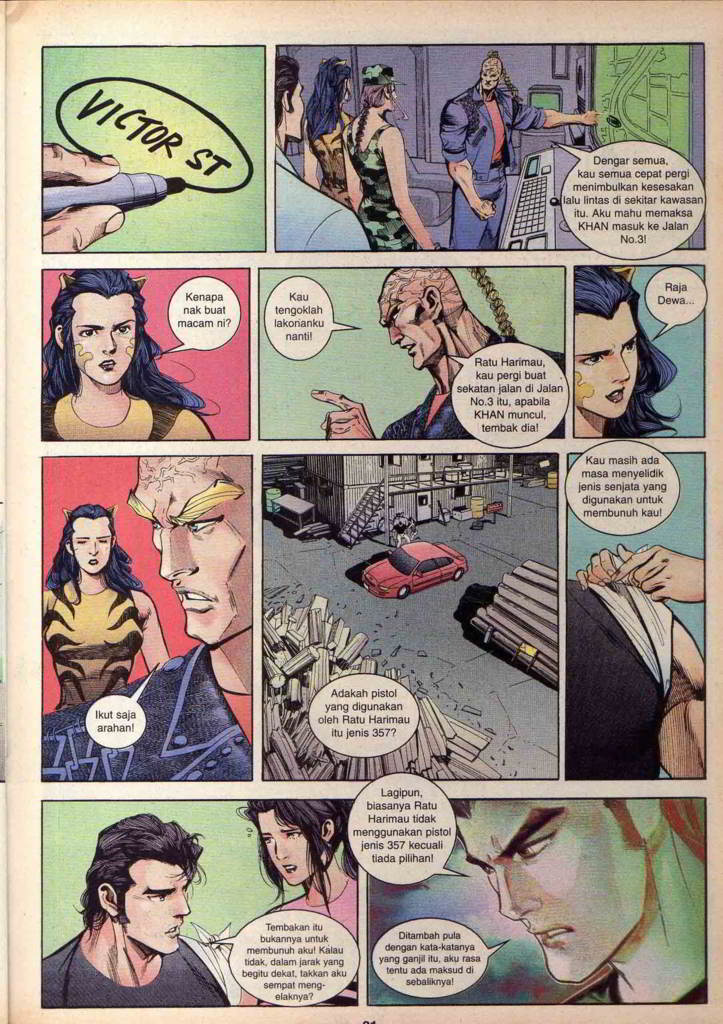 VICTOR ST
Dengar semua,
kau semua cepat pergi
menimbulkan kesesakan
lalu lintas di sekitar kawasan
itu. Aku mahu memaksa
KHAN masuk ke Jalan
No.3!
Kenapa
nak buat
macam ni?
Kau
tengoklah
lakonanku
nanti!
Ratu Harimau,
kau pergi buat
sekatan jalan di Jalan
No.3 itu, apabila
KHAN muncul,
tembak dia!
Raja
Dewa...
Ikut saja
arahan!
Adakah pistol
yang digunakan
oleh Ratu Harimau
itu jenis 357?
Kau masih ada
masa menyelidik
jenis senjata yang
digunakan untuk
membunuh kau!
Tembakan itu
bukannya untuk
membunuh aku! Kalau
tidak, dalam jarak yang
begitu dekat, takkan aku
sempat meng-
elaknya?
Lagipun,
biasanya Ratu
Harimau tidak
menggunakan pistol
jenis 357 kecuali
tiada pilihan!
Ditambah pula
dengan kata-katanya
yang ganjil itu, aku rasa
tentu ada maksud di
sebaliknya!